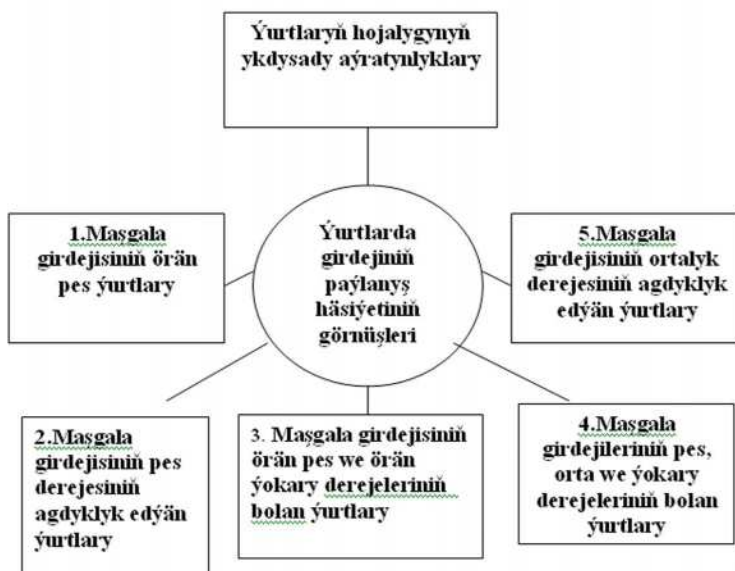 Ýurtlaryň hojalygynyň
ykdysady aýratynlyklary
1.Maşgala
girdejisiniň örän
pes ýurtlary
Ýurtlarda
girdejiniň
paýlanyş
häsiýetiniň
görnüşleri
5.Maşgala
girdejisiniň ortalyk
derejesiniň agdyklyk
edýän ýurtlary
2.Maşgala
girdejisiniň pes
derejesiniň
agdyklyk edýän
ýurtlary
3. Maşgala girdejisiniň
örän pes we örän
ýokary derejeleriniň
bolan ýurtlary
4.Maşgala
girdejileriniň pes,
orta we ýokary
derejeleriniň bolan
ýurtlary